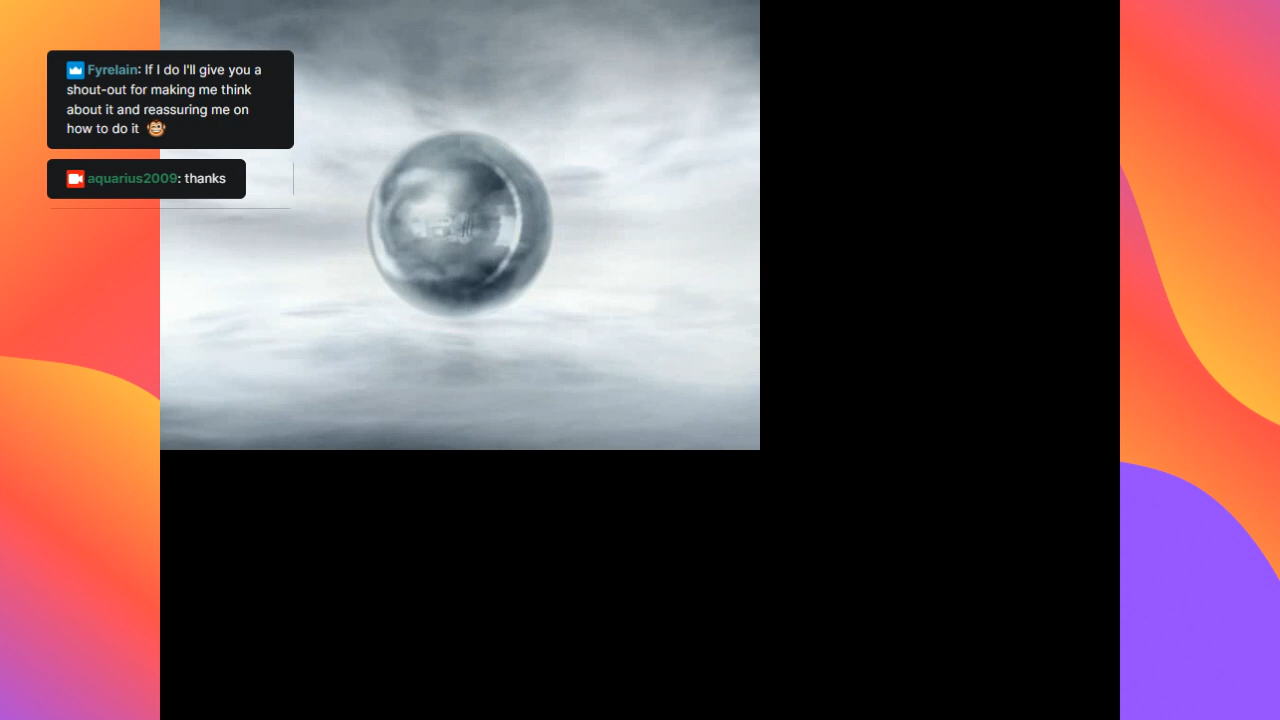 Fyrelain: If I do I'll give you a
shout-out for making me think
about it and reassuring me on
how to do it
aquarius2009: thanks